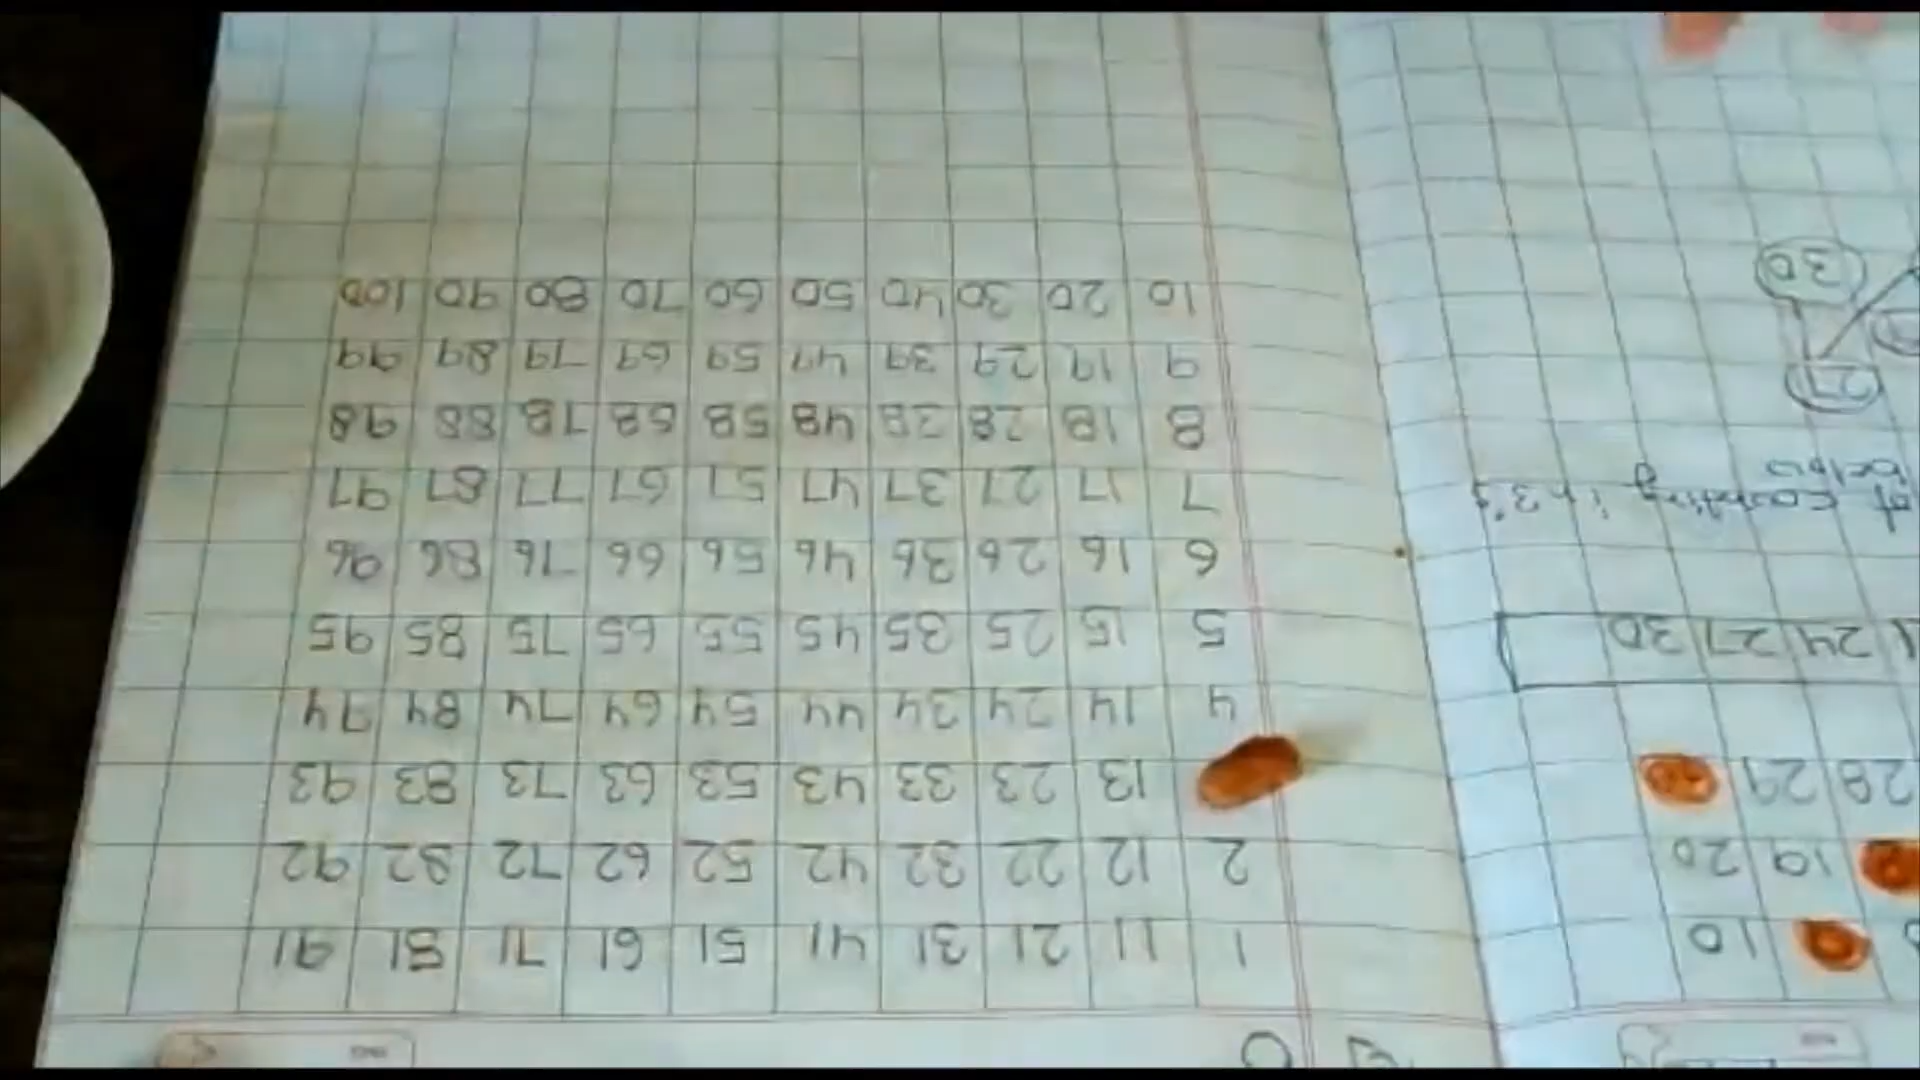 10
19 20
28 29
24 27 30
of counting in 3's
below
27
30
1 11 21 31 41 51 61 71 81 91
2 12 22 32 42 52 62 72 82 92
13 23 33 43 53 63 73 83 93
4 14 24 34 44 54 64 74 84 94
5 15 25 35 45 55 65 75 85 95
6 16 26 36 46 56 66 76 86 96
7 17 27 37 47 57 67 77 87 97
8 18 28 38 48 58 68 78 88 98
9 19 29 39 49 59 69 79 89 99
10 20 30 40 50 60 70 80 90 100